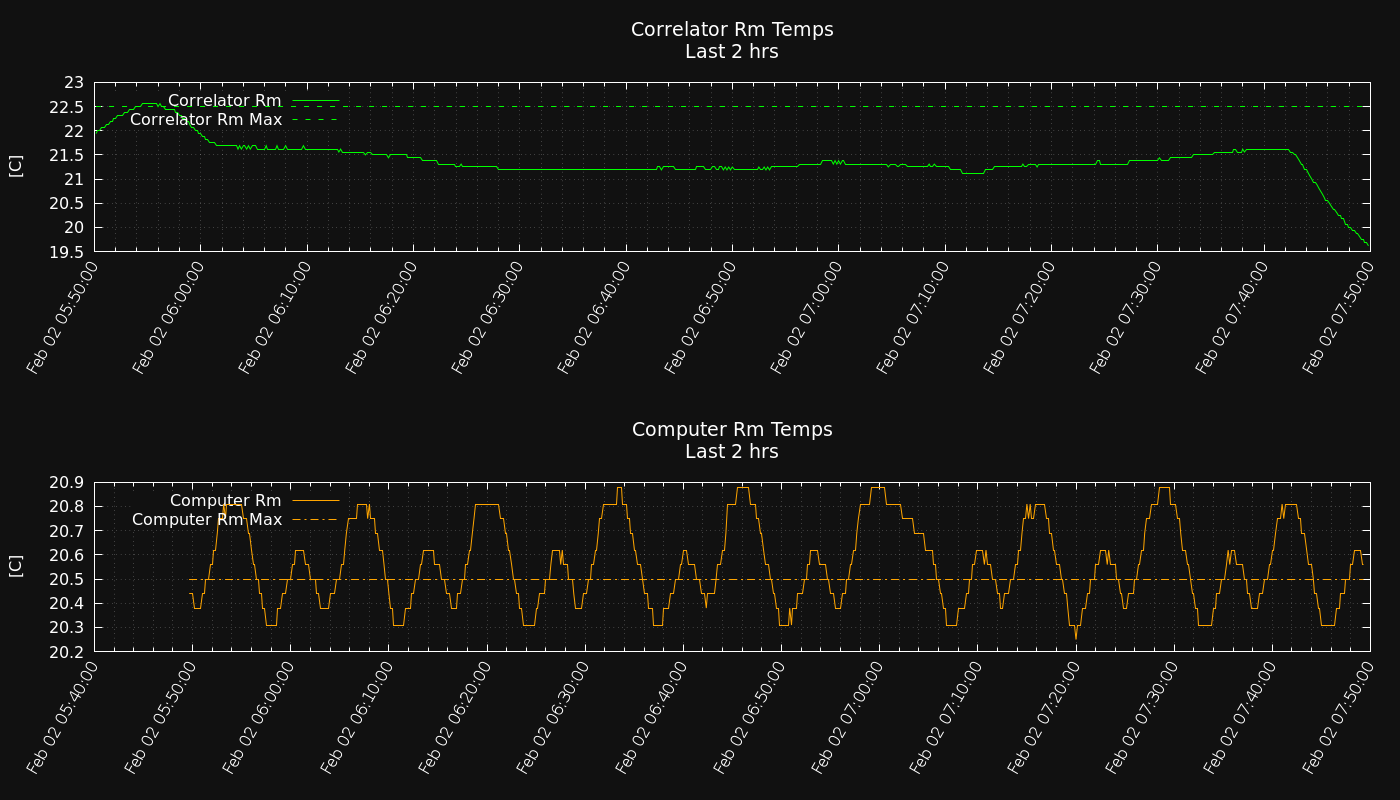 Correlator Rm Temps
Last 2 hrs
[C]
23
22.5
22
21.5
21
20.5
20
19.5
Correlator Rm
Correlator Rm Max
Feb 02 05:50:00
Feb 02 06:00:00
Feb 02 06:10:00
Feb 02 06:20:00
Feb 02 06:30:00
Feb 02 06:40:00
Feb 02 06:50:00
Feb 02 07:00:00
Feb 02 07:10:00
Feb 02 07:20:00
Feb 02 07:30:00
Feb 02 07:40:00
Feb 02 07:50:00
Computer Rm Temps
Last 2 hrs
[C]
20.9
20.8
20.7
20.6
20.5
20.4
20.3
20.2
Computer Rm
Computer Rm Max
Feb 02 05:40:00
Feb 02 05:50:00
Feb 02 06:00:00
Feb 02 06:10:00
Feb 02 06:20:00
Feb 02 06:30:00
Feb 02 06:40:00
Feb 02 06:50:00
Feb 02 07:00:00
Feb 02 07:10:00
Feb 02 07:20:00
Feb 02 07:30:00
Feb 02 07:40:00
Feb 02 07:50:00